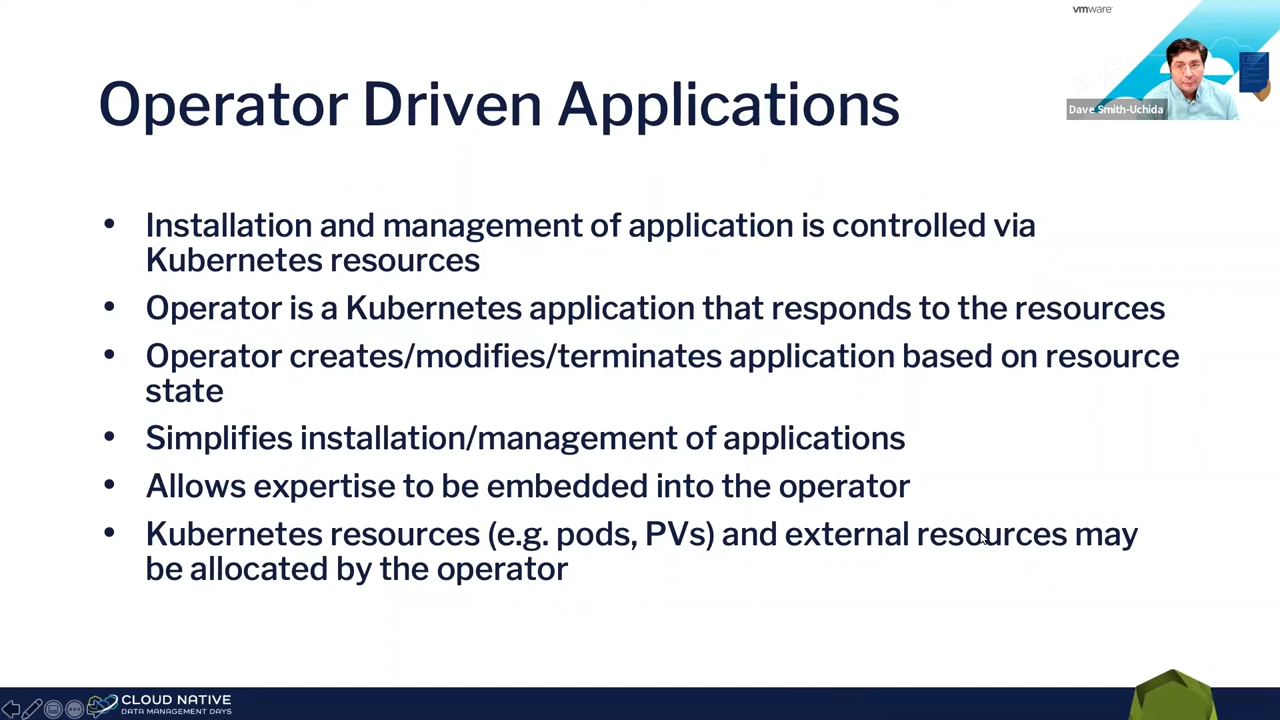 vmware
Dave Smith-Uchida
Operator Driven Applications
• Installation and management of application is controlled via
Kubernetes resources
• Operator is a Kubernetes application that responds to the resources
• Operator creates/modifies/terminates application based on resource
state
• Simplifies installation/management of applications
• Allows expertise to be embedded into the operator
• Kubernetes resources (e.g. pods, PVs) and external resources may
be allocated by the operator
CLOUD NATIVE
DATA MANAGEMENT DAYS